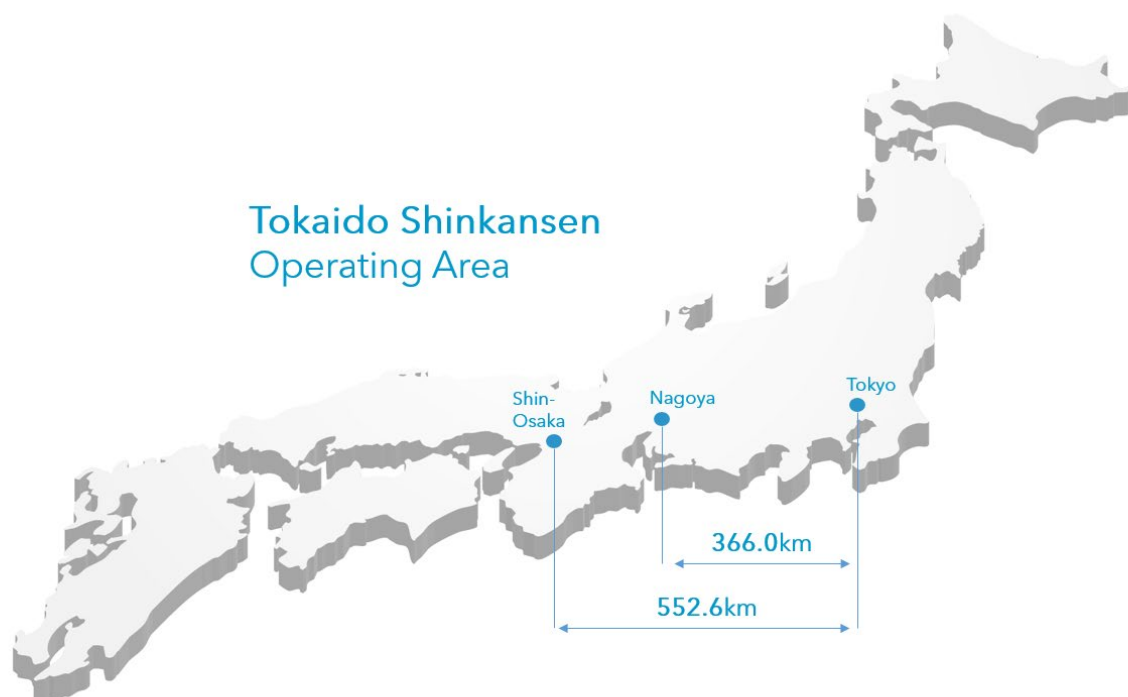 Tokaido Shinkansen
Operating Area
Shin-
Osaka
Nagoya
Tokyo
366.0km
552.6km